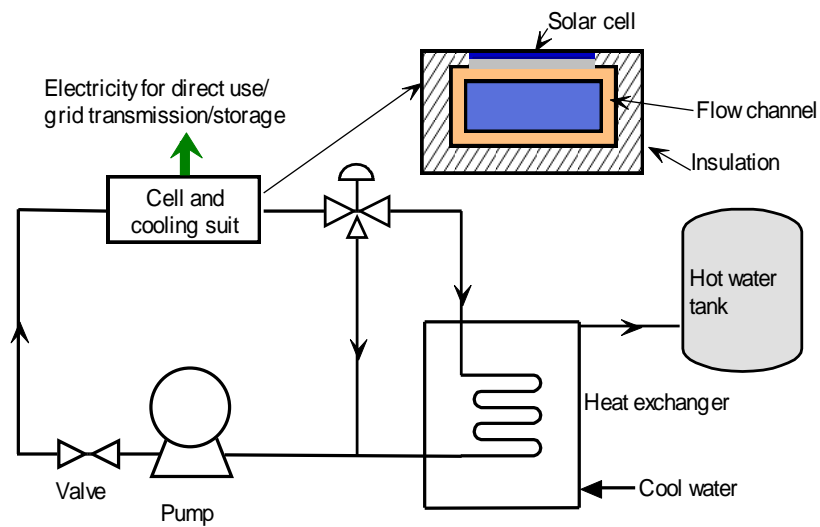 Solar cell
Electricity for direct use/
grid transmission/storage
Flow channel
Insulation
Cell and
cooling suit
Hot water
tank
Heat exchanger
Valve
Pump
Cool water